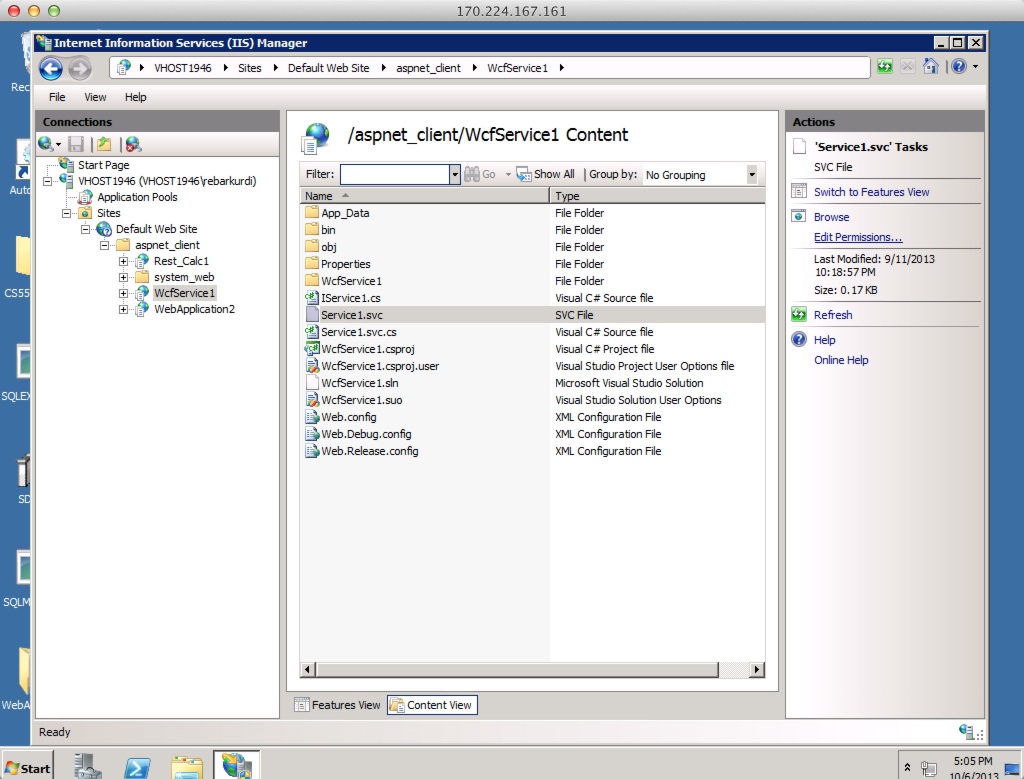 170.224.167.161
Internet Information Services (IIS) Manager
VHOST1946 Sites Default Web Site aspnet_client WcfService1
File View Help
Connections
Start Page
VHOST1946 (VHOST1946\rebarkurdi)
Application Pools
Sites
Default Web Site
aspnet_client
Rest_Calc1
system_web
WcfService1
WebApplication2
/aspnet_client/WcfService1 Content
Filter: Go Show All Group by: No Grouping
Name Type
App_Data File Folder
bin File Folder
obj File Folder
Properties File Folder
WcfService1 File Folder
IService1.cs Visual C# Source file
Service1.svc SVC File
Service1.svc.cs Visual C# Source file
WcfService1.csproj Visual C# Project file
WcfService1.csproj.user Visual Studio Project User Options file
WcfService1.sln Microsoft Visual Studio Solution
WcfService1.suo Visual Studio Solution User Options
Web.config XML Configuration File
Web.Debug.config XML Configuration File
Web.Release.config XML Configuration File
Features View Content View
Actions
'Service1.svc' Tasks
SVC File
Switch to Features View
Browse
Edit Permissions...
Last Modified: 9/11/2013
10:18:57 PM
Size: 0.17 KB
Refresh
Help
Online Help
Ready
Rec
Auto
CS55
SQLEX
SD
SQLM
WebA
Start
5:05 PM
10/6/2013